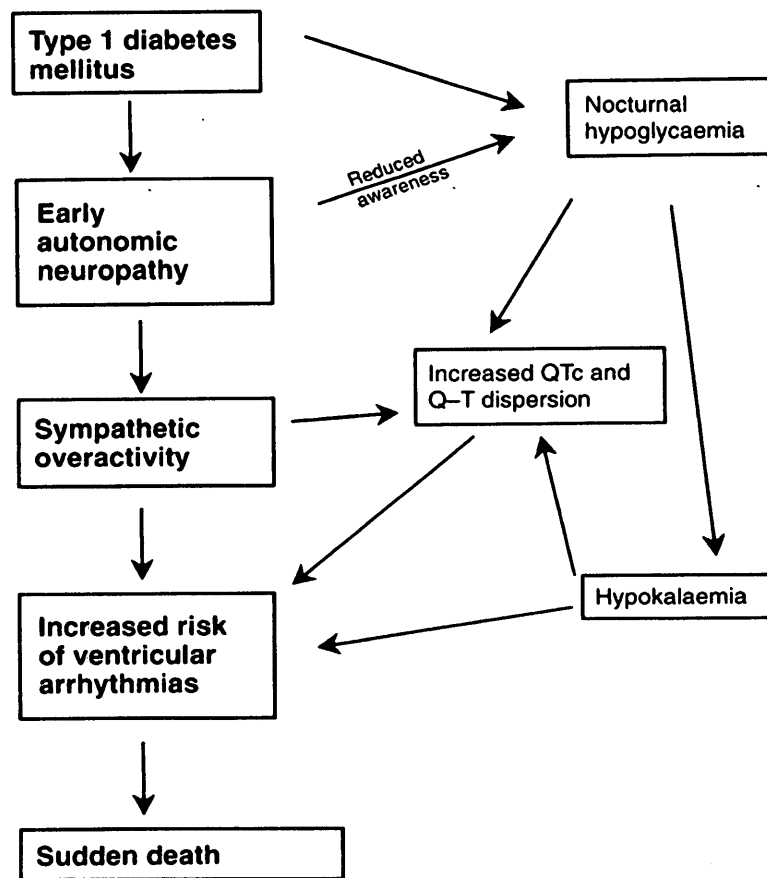 Type 1 diabetes
mellitus
Nocturnal
hypoglycaemia
Reduced
awareness
Early
autonomic
neuropathy
Increased QTc and
Q–T dispersion
Sympathetic
overactivity
Hypokalaemia
Increased risk
of ventricular
arrhythmias
Sudden death